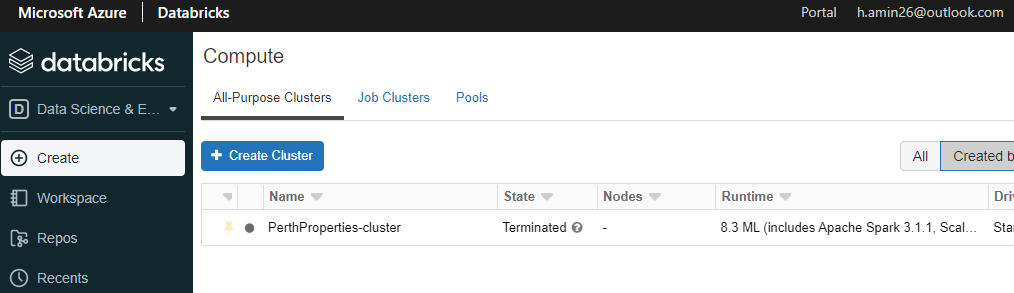 Microsoft Azure | Databricks Portal h.amin26@outlook.com
databricks
Compute
D Data Science & E...
All-Purpose Clusters Job Clusters Pools
Create
+ Create Cluster
All Created b
Workspace
Name State Nodes Runtime Dri
Repos
PerthProperties-cluster Terminated ? - 8.3 ML (includes Apache Spark 3.1.1, Scal... Star
Recents